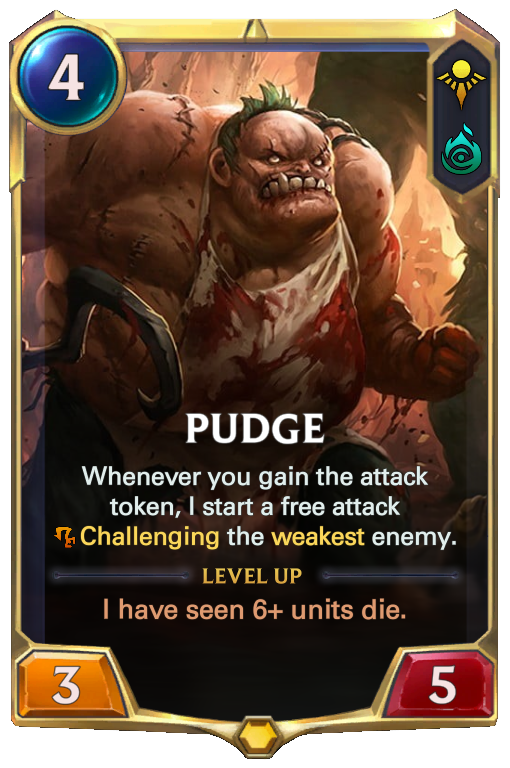 4
PUDGE
Whenever you gain the attack
token, I start a free attack
Challenging the weakest enemy.
LEVEL UP
I have seen 6+ units die.
3
5